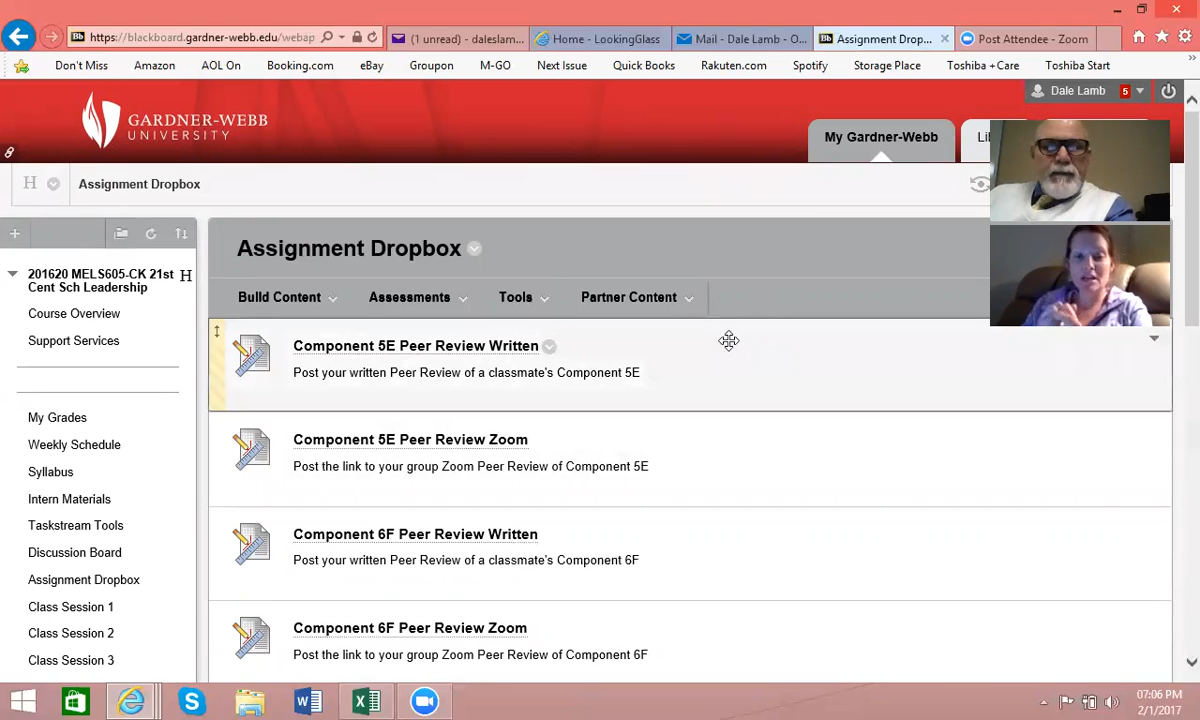 https://blackboard.gardner-webb.edu/webap
(1 unread) - daleslam...
Home - LookingGlass
Mail - Dale Lamb - O...
Bb Assignment Drop...
Post Attendee - Zoom
Don't Miss Amazon AOL On Booking.com eBay Groupon M-GO Next Issue Quick Books Rakuten.com Spotify Storage Place Toshiba +Care Toshiba Start
Dale Lamb 5
GARDNER-WEBB
UNIVERSITY
My Gardner-Webb
H Assignment Dropbox
201620 MELS605-CK 21st
Cent Sch Leadership
H
Course Overview
Support Services
My Grades
Weekly Schedule
Syllabus
Intern Materials
Taskstream Tools
Discussion Board
Assignment Dropbox
Class Session 1
Class Session 2
Class Session 3
Assignment Dropbox
Build Content Assessments Tools Partner Content
Component 5E Peer Review Written
Post your written Peer Review of a classmate's Component 5E
Component 5E Peer Review Zoom
Post the link to your group Zoom Peer Review of Component 5E
Component 6F Peer Review Written
Post your written Peer Review of a classmate's Component 6F
Component 6F Peer Review Zoom
Post the link to your group Zoom Peer Review of Component 6F
07:06 PM
2/1/2017